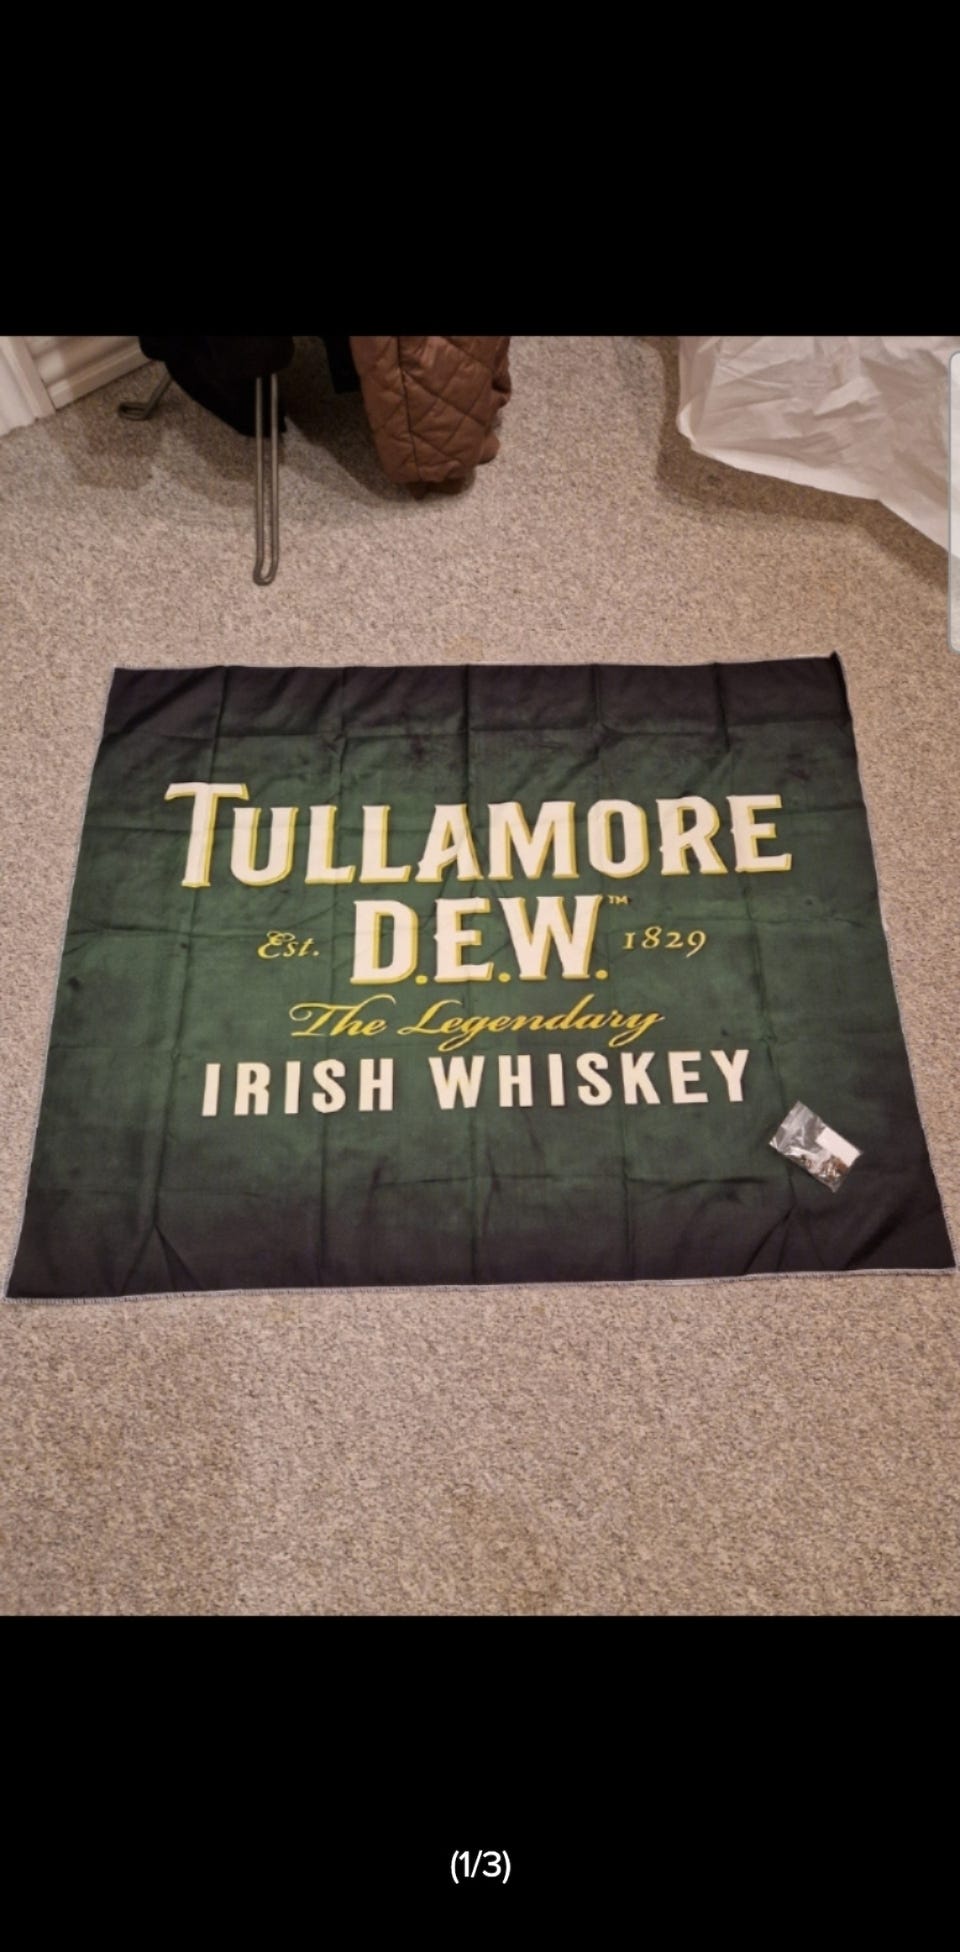 TULLAMORE
D.E.W.™
Est. 1829
The Legendary
IRISH WHISKEY
(1/3)